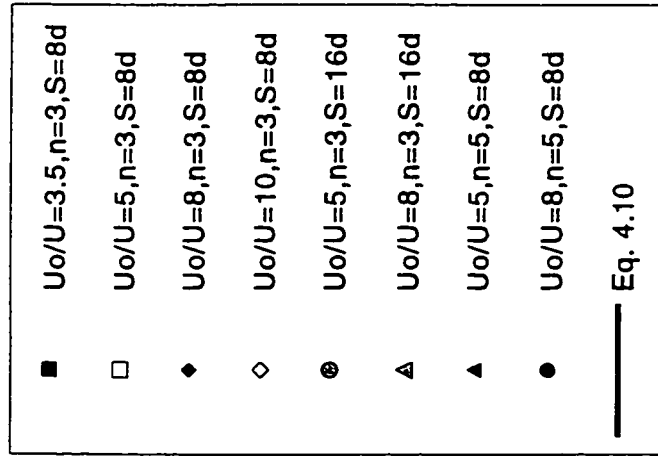 Uo/U=3.5,n=3,S=8d
Uo/U=5,n=3,S=8d
Uo/U=8,n=3,S=8d
Uo/U=10,n=3,S=8d
Uo/U=5,n=3,S=16d
Uo/U=8,n=3,S=16d
Uo/U=5,n=5,S=8d
Uo/U=8,n=5,S=8d
Eq. 4.10